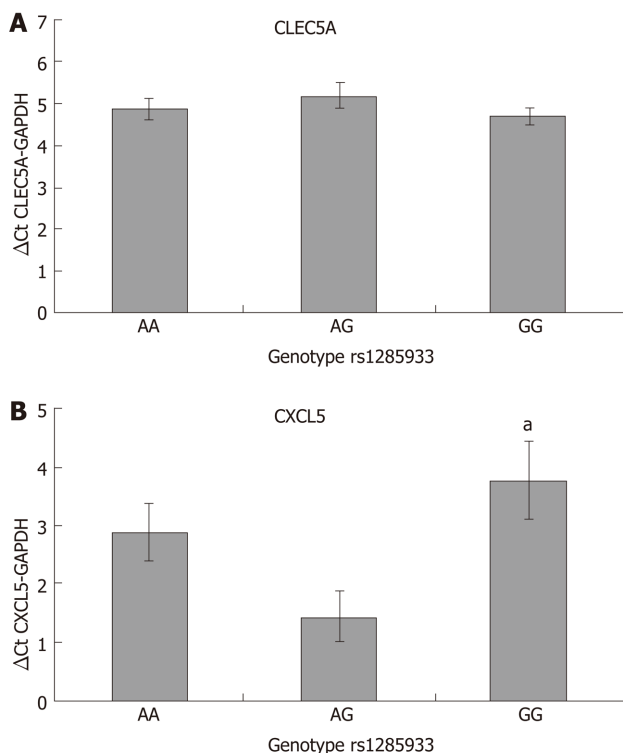 A
CLEC5A
ΔCt CLEC5A-GAPDH
7
6
5
4
3
2
1
0
AA AG GG
Genotype rs1285933
B
CXCL5
a
ΔCt CXCL5-GAPDH
5
4
3
2
1
0
AA AG GG
Genotype rs1285933